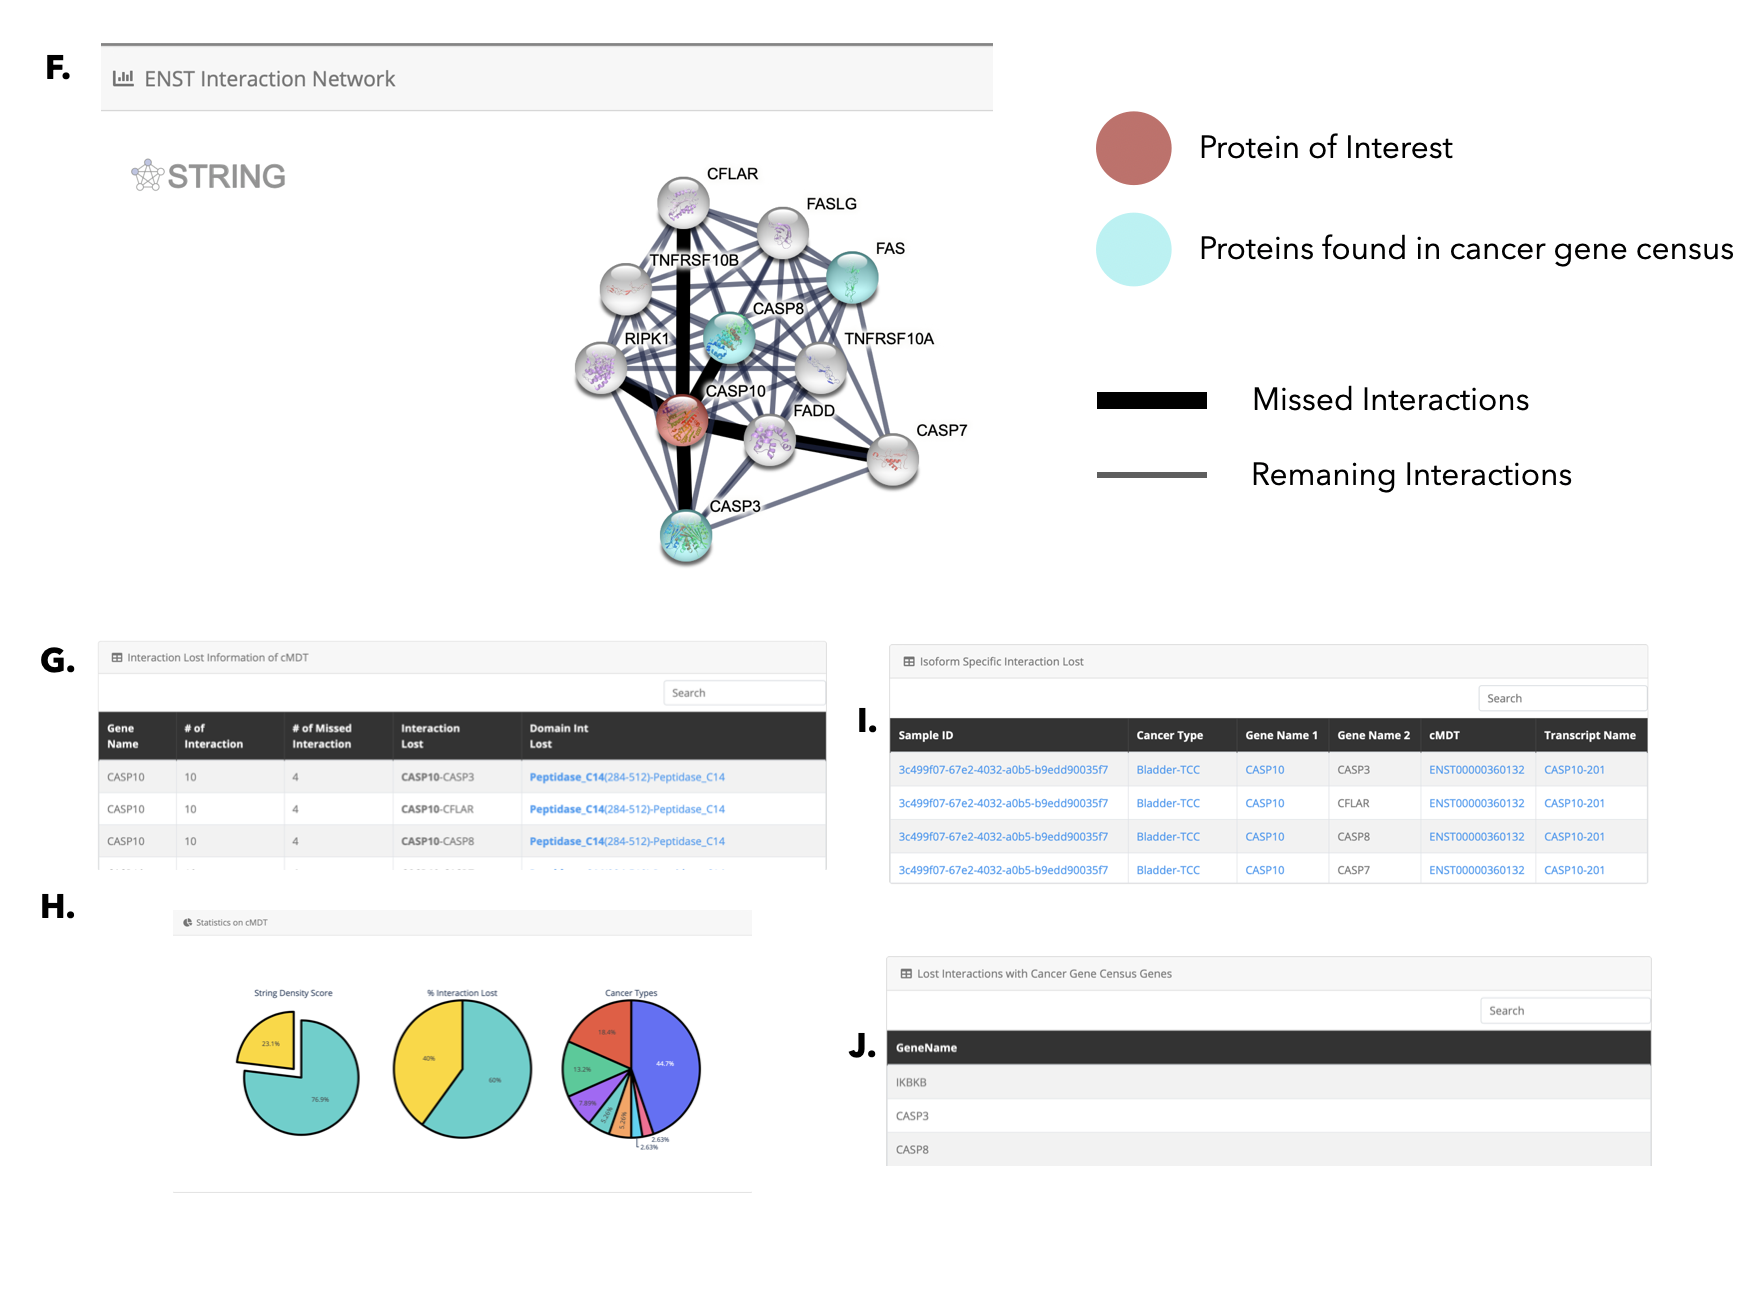 F.
ENST Interaction Network
STRING
CFLAR
FASLG
TNFRSF10B
FAS
CASP8
RIPK1
TNFRSF10A
CASP10
FADD
CASP7
CASP3
Protein of Interest
Proteins found in cancer gene census
Missed Interactions
Remaning Interactions
G.
Interaction Lost Information of cMDT
Search
Gene Name # of Interaction # of Missed Interaction Interaction Lost Domain Int Lost
CASP10 10 4 CASP10-CASP3 Peptidase_C14(284-512)-Peptidase_C14
CASP10 10 4 CASP10-CFLAR Peptidase_C14(284-512)-Peptidase_C14
CASP10 10 4 CASP10-CASP8 Peptidase_C14(284-512)-Peptidase_C14
H.
Statistics on cMDT
String Density Score
23.1%
76.9%
% Interaction Lost
40%
60%
Cancer Types
18.4%
44.7%
13.2%
7.89%
5.26%
5.26%
2.63%
2.63%
I.
Isoform Specific Interaction Lost
Search
Sample ID Cancer Type Gene Name 1 Gene Name 2 cMDT Transcript Name
3c499f07-67e2-4032-a0b5-b9edd90035f7 Bladder-TCC CASP10 CASP3 ENST00000360132 CASP10-201
3c499f07-67e2-4032-a0b5-b9edd90035f7 Bladder-TCC CASP10 CFLAR ENST00000360132 CASP10-201
3c499f07-67e2-4032-a0b5-b9edd90035f7 Bladder-TCC CASP10 CASP8 ENST00000360132 CASP10-201
3c499f07-67e2-4032-a0b5-b9edd90035f7 Bladder-TCC CASP10 CASP7 ENST00000360132 CASP10-201
J.
Lost Interactions with Cancer Gene Census Genes
Search
GeneName
IKBKB
CASP3
CASP8